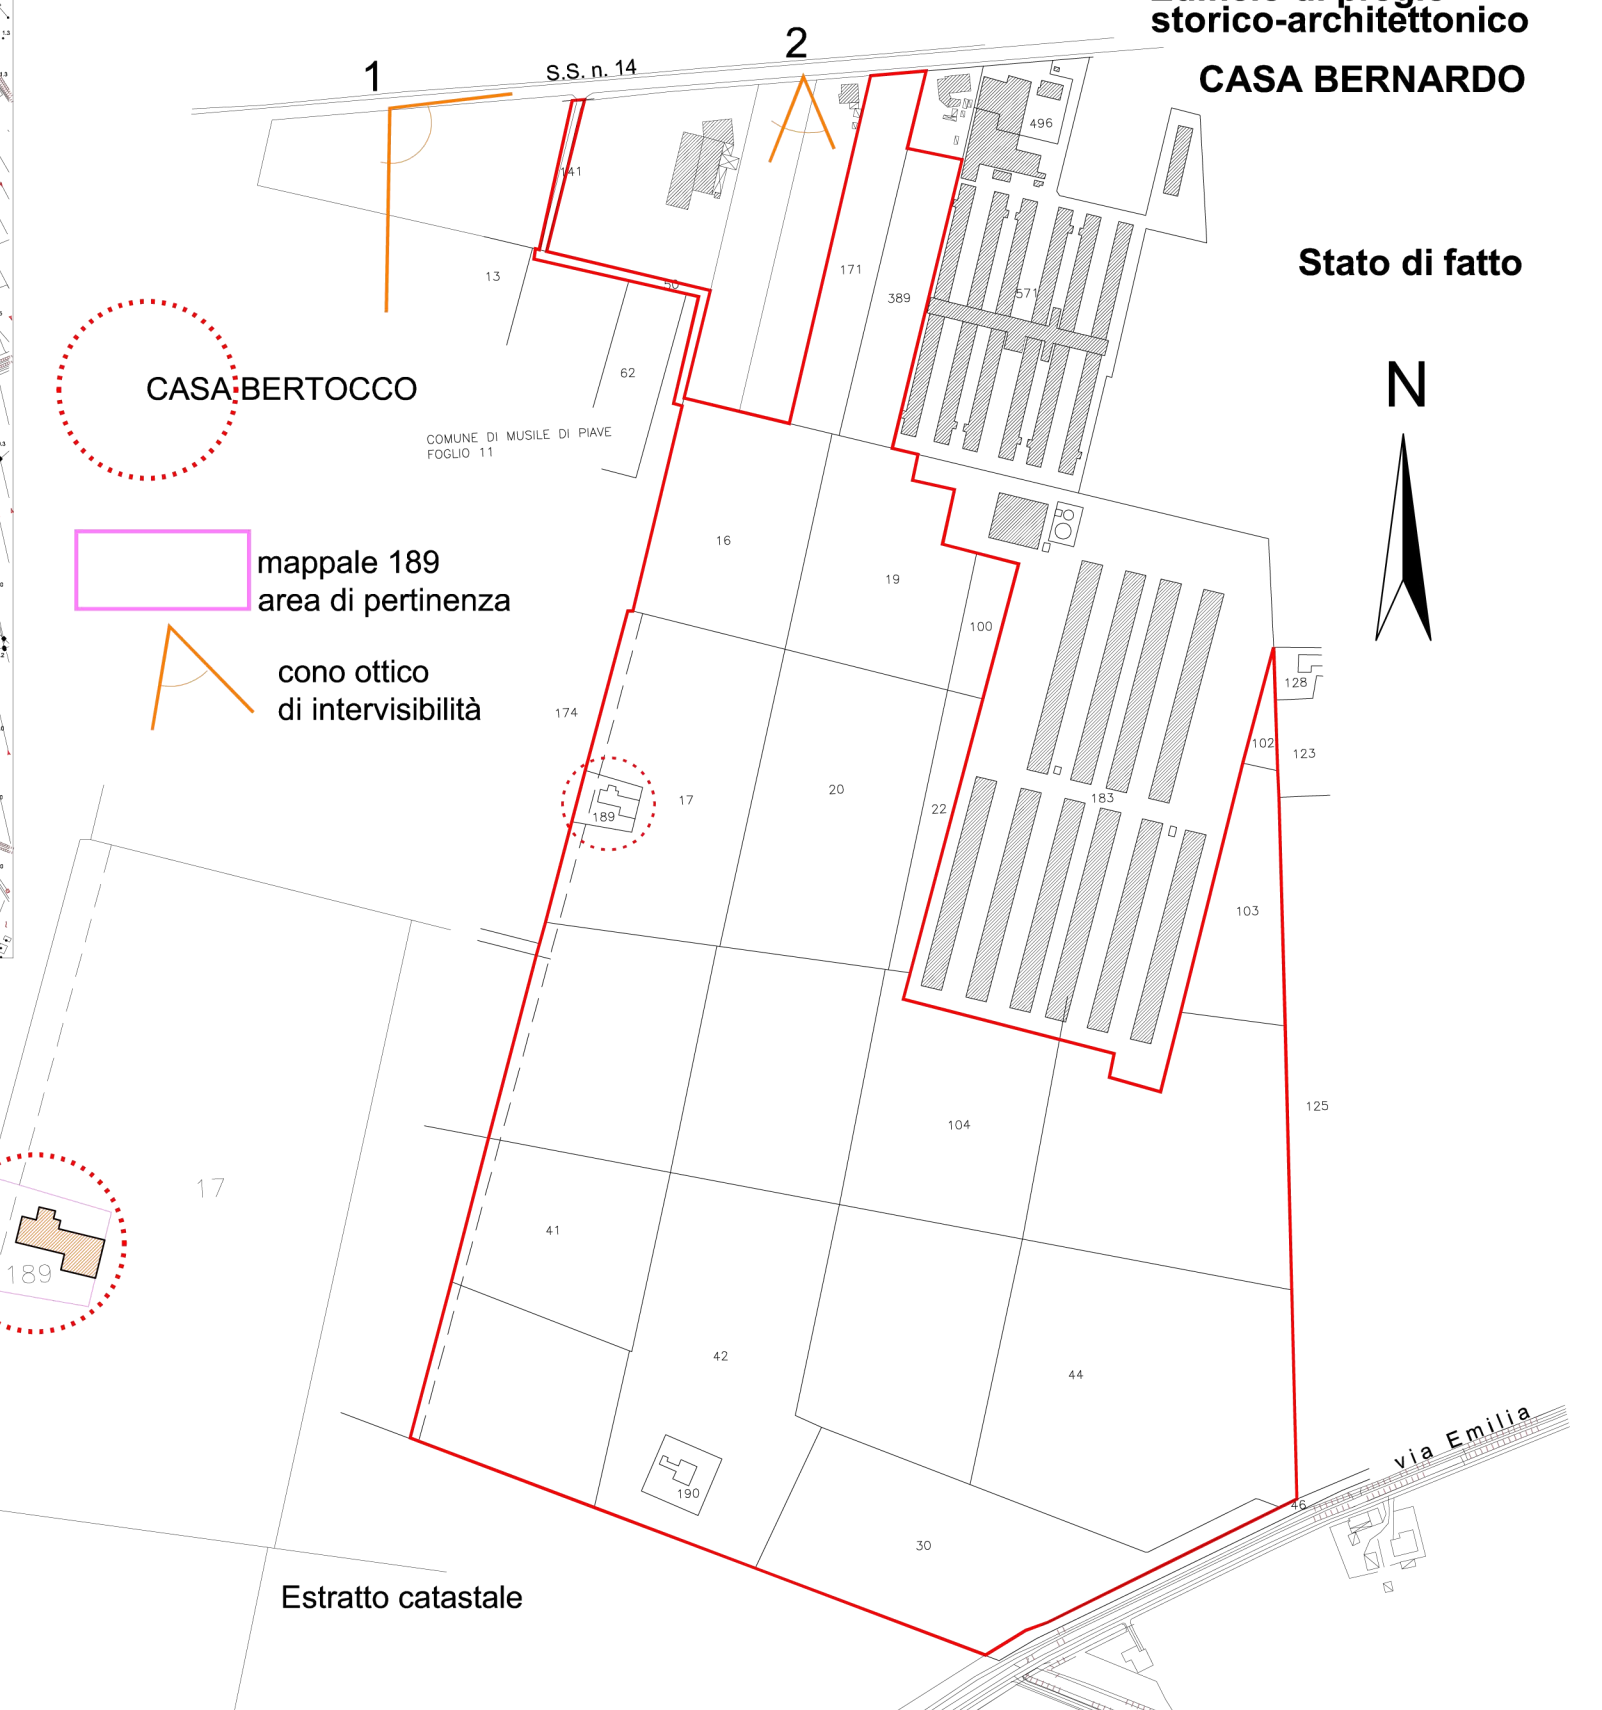 storico-architettonico
CASA BERNARDO
Stato di fatto
1
S.S. n. 14
2
496
141
13
50
171
389
571
62
CASA BERTOCCO
COMUNE DI MUSILE DI PIAVE
FOGLIO 11
N
mappale 189
area di pertinenza
cono ottico
di intervisibilità
16
19
100
174
17
20
22
189
183
128
102
123
103
125
104
17
189
41
42
44
190
30
46
via Emilia
Estratto catastale